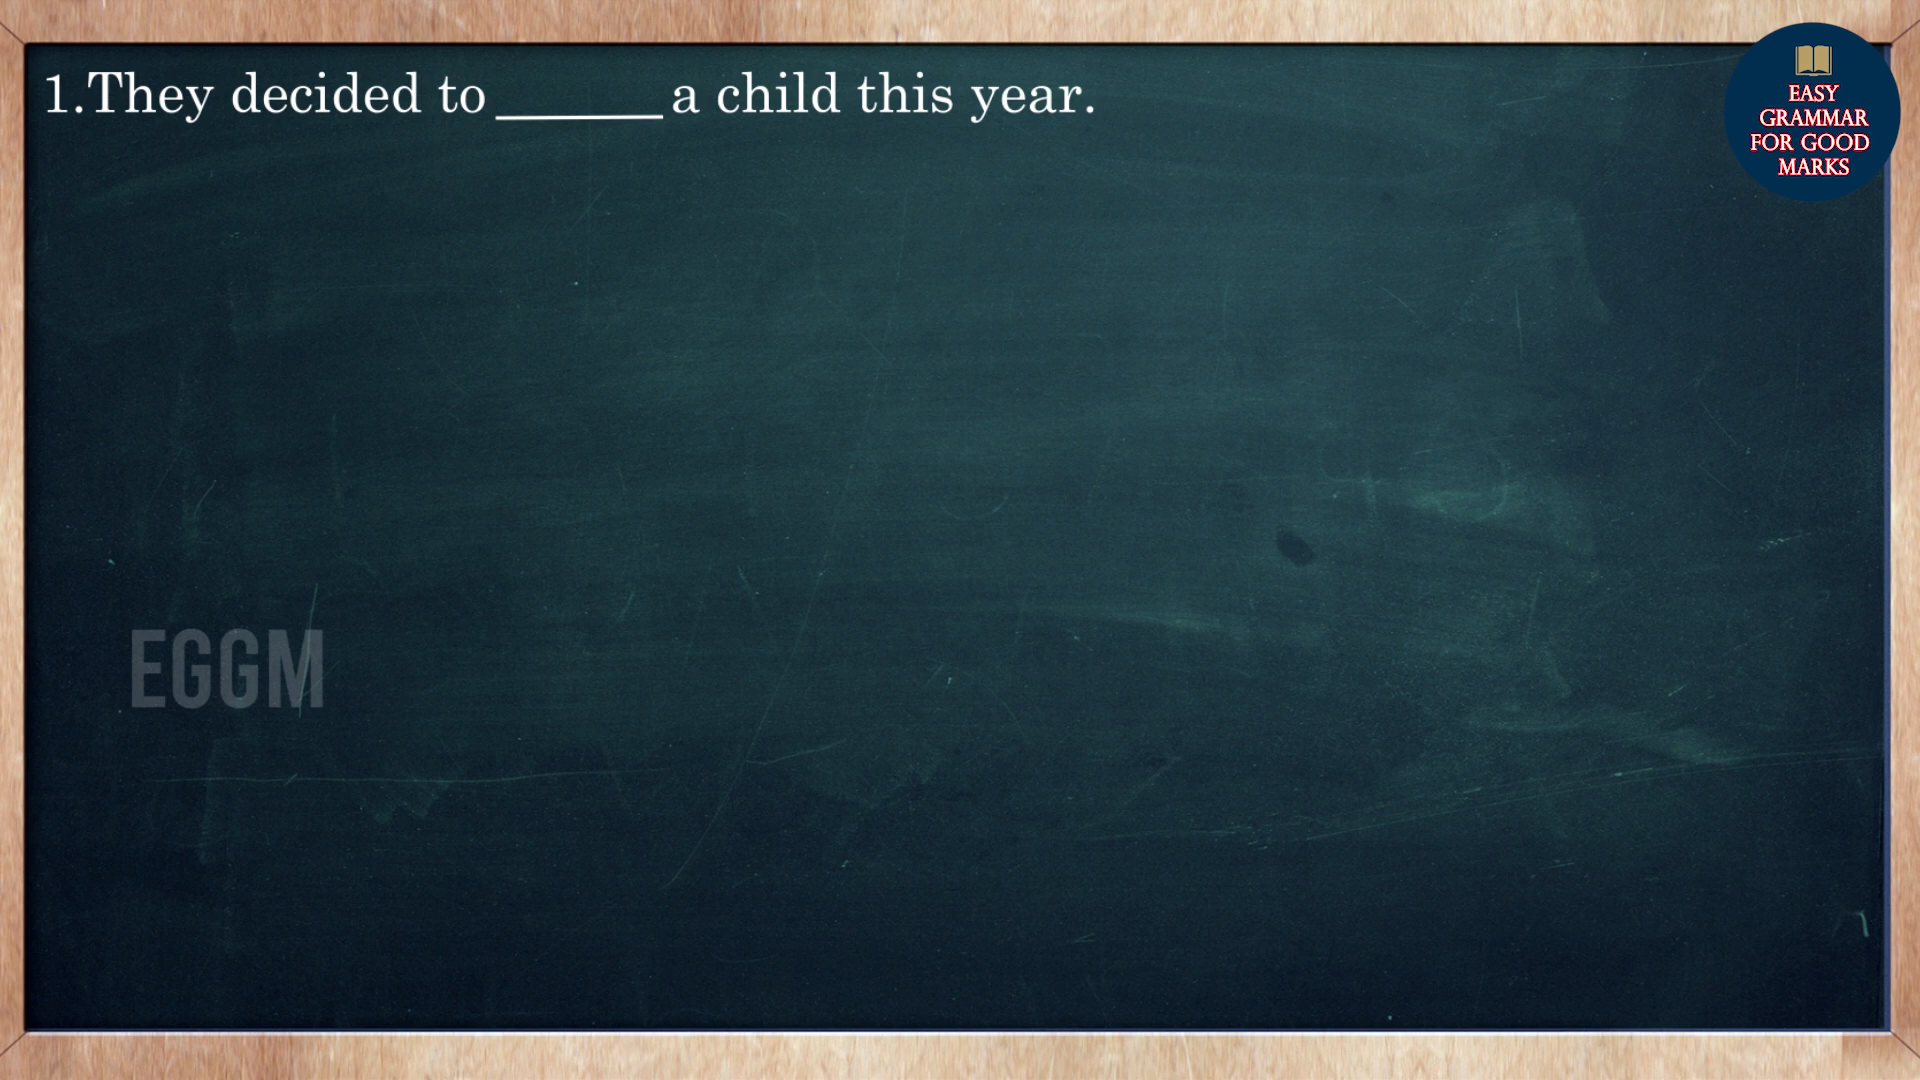 1.They decided to ______ a child this year.
EASY
GRAMMAR
FOR GOOD
MARKS
EGGM